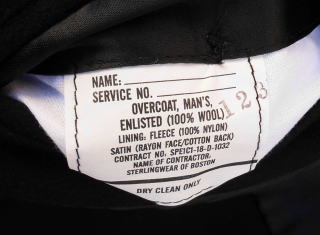 NAME:
SERVICE NO.
OVERCOAT, MAN'S,
ENLISTED (100% WOOL)
123
LINING: FLEECE (100% NYLON)
SATIN (RAYON FACE/COTTON BACK)
CONTRACT NO. SPE1C1-18-D-1032
NAME OF CONTRACTOR.
STERLINGWEAR OF BOSTON
DRY CLEAN ONLY